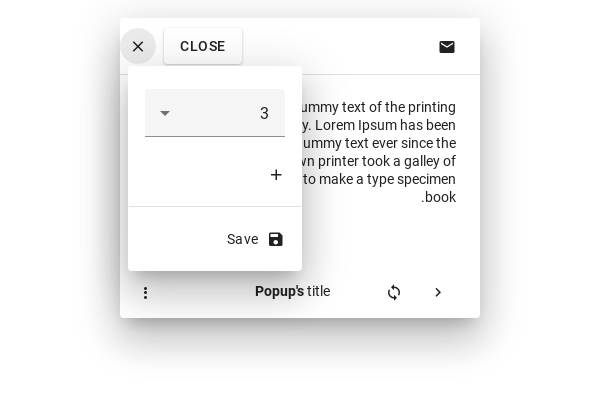 CLOSE
3
ummy text of the printing
y. Lorem Ipsum has been
ummy text ever since the
printer took a galley of
to make a type specimen
.book
Save
Popup's title